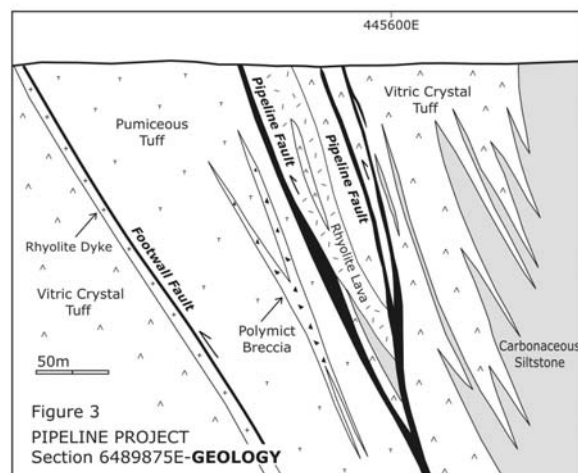 445600E
Vitric Crystal
Tuff
Pumiceous
Tuff
Pipeline Fault
Pipeline Fault
Rhyolite Dyke
Footwall Fault
Rhyolite Lava
Vitric Crystal
Tuff
Polymict
Breccia
Carbonaceous
Siltstone
50m
Figure 3
PIPELINE PROJECT
Section 6489875E-GEOLOGY